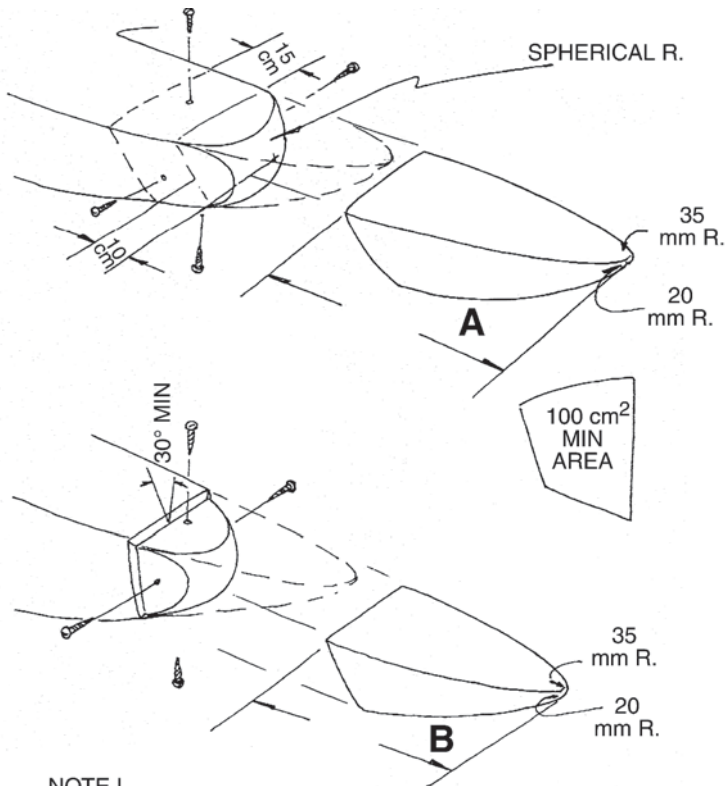 15
cm
SPHERICAL R.
35
mm R.
10
cm
20
mm R.
A
30° MIN
100 cm²
MIN
AREA
35
mm R.
20
mm R.
B
NOTE I